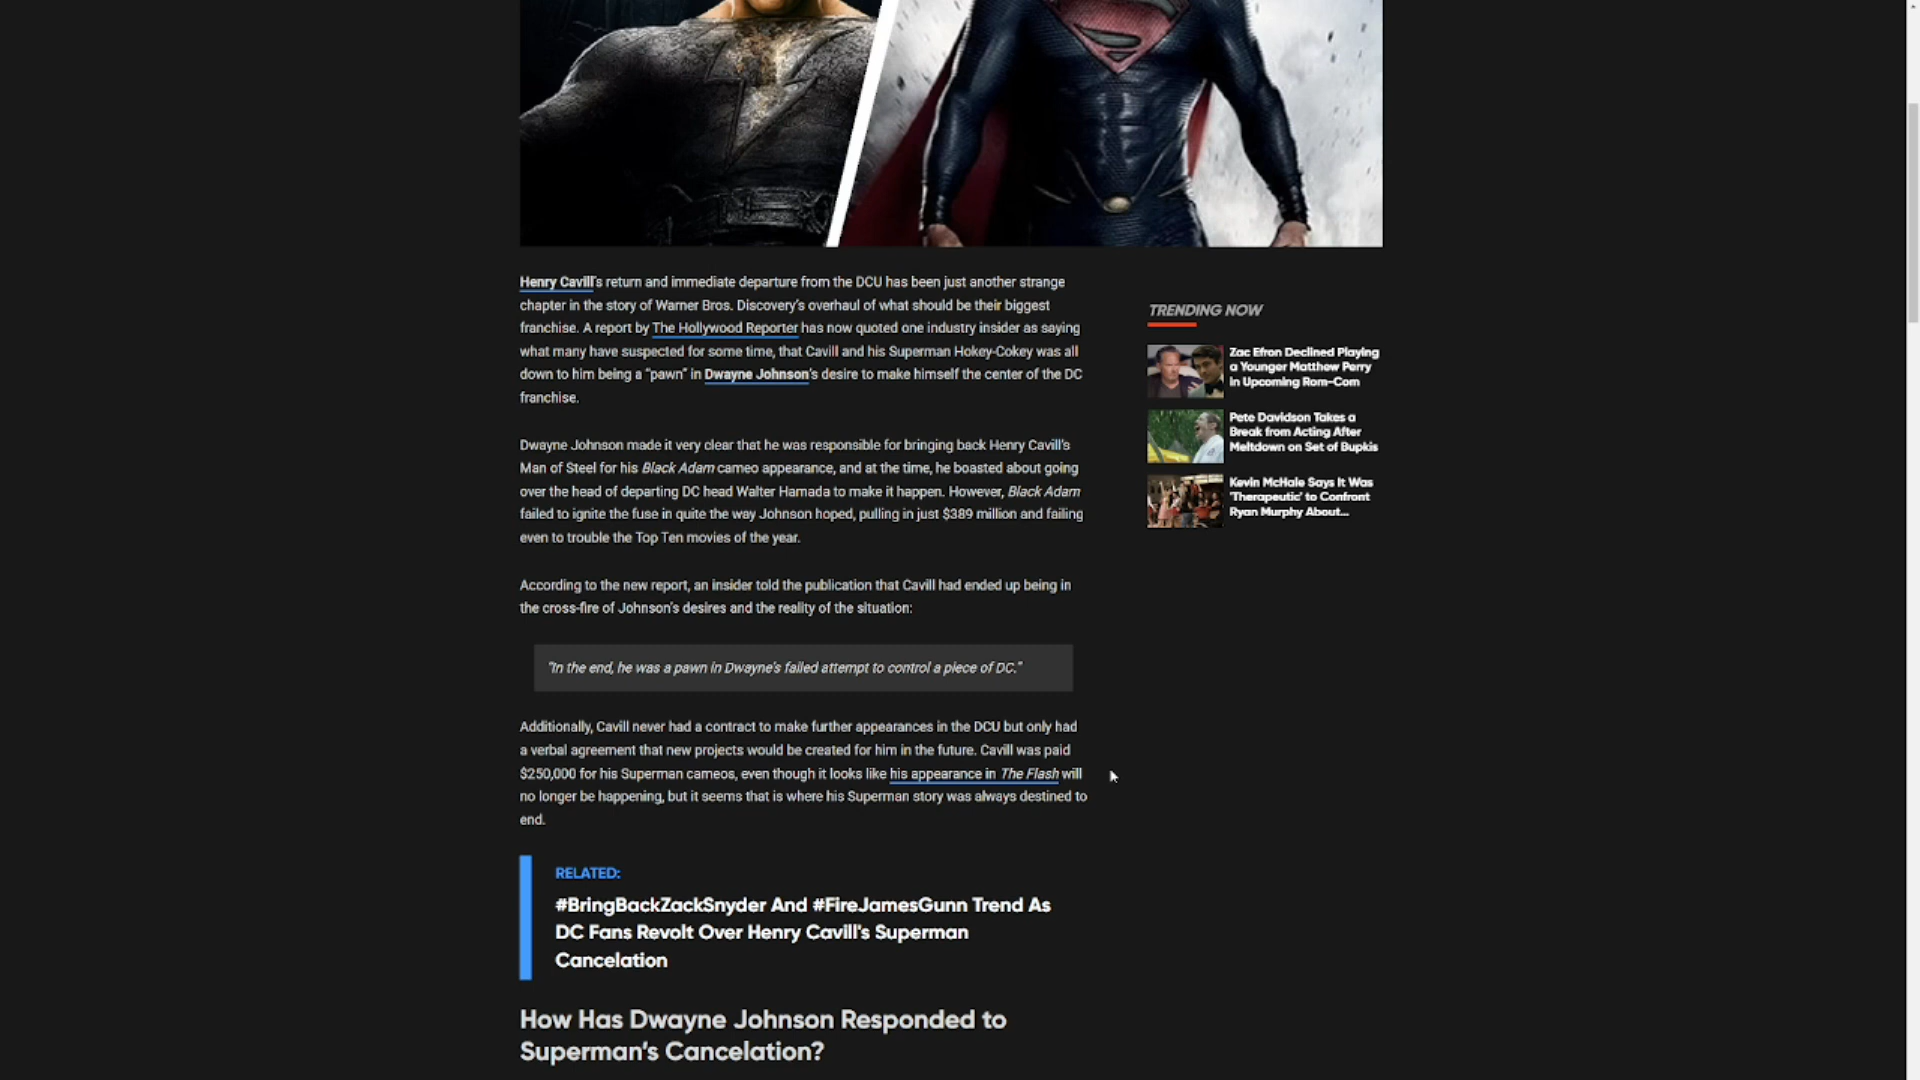 Henry Cavill's return and immediate departure from the DCU has been just another strange
chapter in the story of Warner Bros. Discovery's overhaul of what should be their biggest
franchise. A report by The Hollywood Reporter has now quoted one industry insider as saying
what many have suspected for some time, that Cavill and his Superman Hokey-Cokey was all
down to him being a "pawn" in Dwayne Johnson's desire to make himself the center of the DC
franchise.
Dwayne Johnson made it very clear that he was responsible for bringing back Henry Cavill's
Man of Steel for his Black Adam cameo appearance, and at the time, he boasted about going
over the head of departing DC head Walter Hamada to make it happen. However, Black Adam
failed to ignite the fuse in quite the way Johnson hoped, pulling in just $389 million and failing
even to trouble the Top Ten movies of the year.
According to the new report, an insider told the publication that Cavill had ended up being in
the cross-fire of Johnson's desires and the reality of the situation:
"In the end, he was a pawn in Dwayne's failed attempt to control a piece of DC."
Additionally, Cavill never had a contract to make further appearances in the DCU but only had
a verbal agreement that new projects would be created for him in the future. Cavill was paid
$250,000 for his Superman cameos, even though it looks like his appearance in The Flash will
no longer be happening, but it seems that is where his Superman story was always destined to
end.
RELATED:
#BringBackZackSnyder And #FireJamesGunn Trend As
DC Fans Revolt Over Henry Cavill's Superman
Cancelation
How Has Dwayne Johnson Responded to
Superman's Cancelation?
TRENDING NOW
Zac Efron Declined Playing
a Younger Matthew Perry
in Upcoming Rom-Com
Pete Davidson Takes a
Break from Acting After
Meltdown on Set of Bupkis
Kevin McHale Says It Was
'Therapeutic' to Confront
Ryan Murphy About...